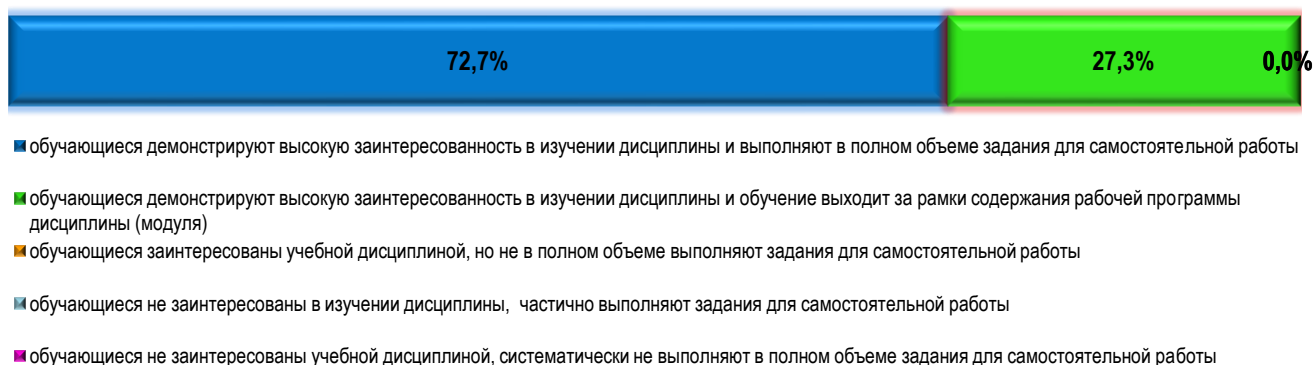 72,7% 27,3% 0,0%
обучающиеся демонстрируют высокую заинтересованность в изучении дисциплины и выполняют в полном объеме задания для самостоятельной работы
обучающиеся демонстрируют высокую заинтересованность в изучении дисциплины и обучение выходит за рамки содержания рабочей программы
дисциплины (модуля)
обучающиеся заинтересованы учебной дисциплиной, но не в полном объеме выполняют задания для самостоятельной работы
обучающиеся не заинтересованы в изучении дисциплины, частично выполняют задания для самостоятельной работы
обучающиеся не заинтересованы учебной дисциплиной, систематически не выполняют в полном объеме задания для самостоятельной работы